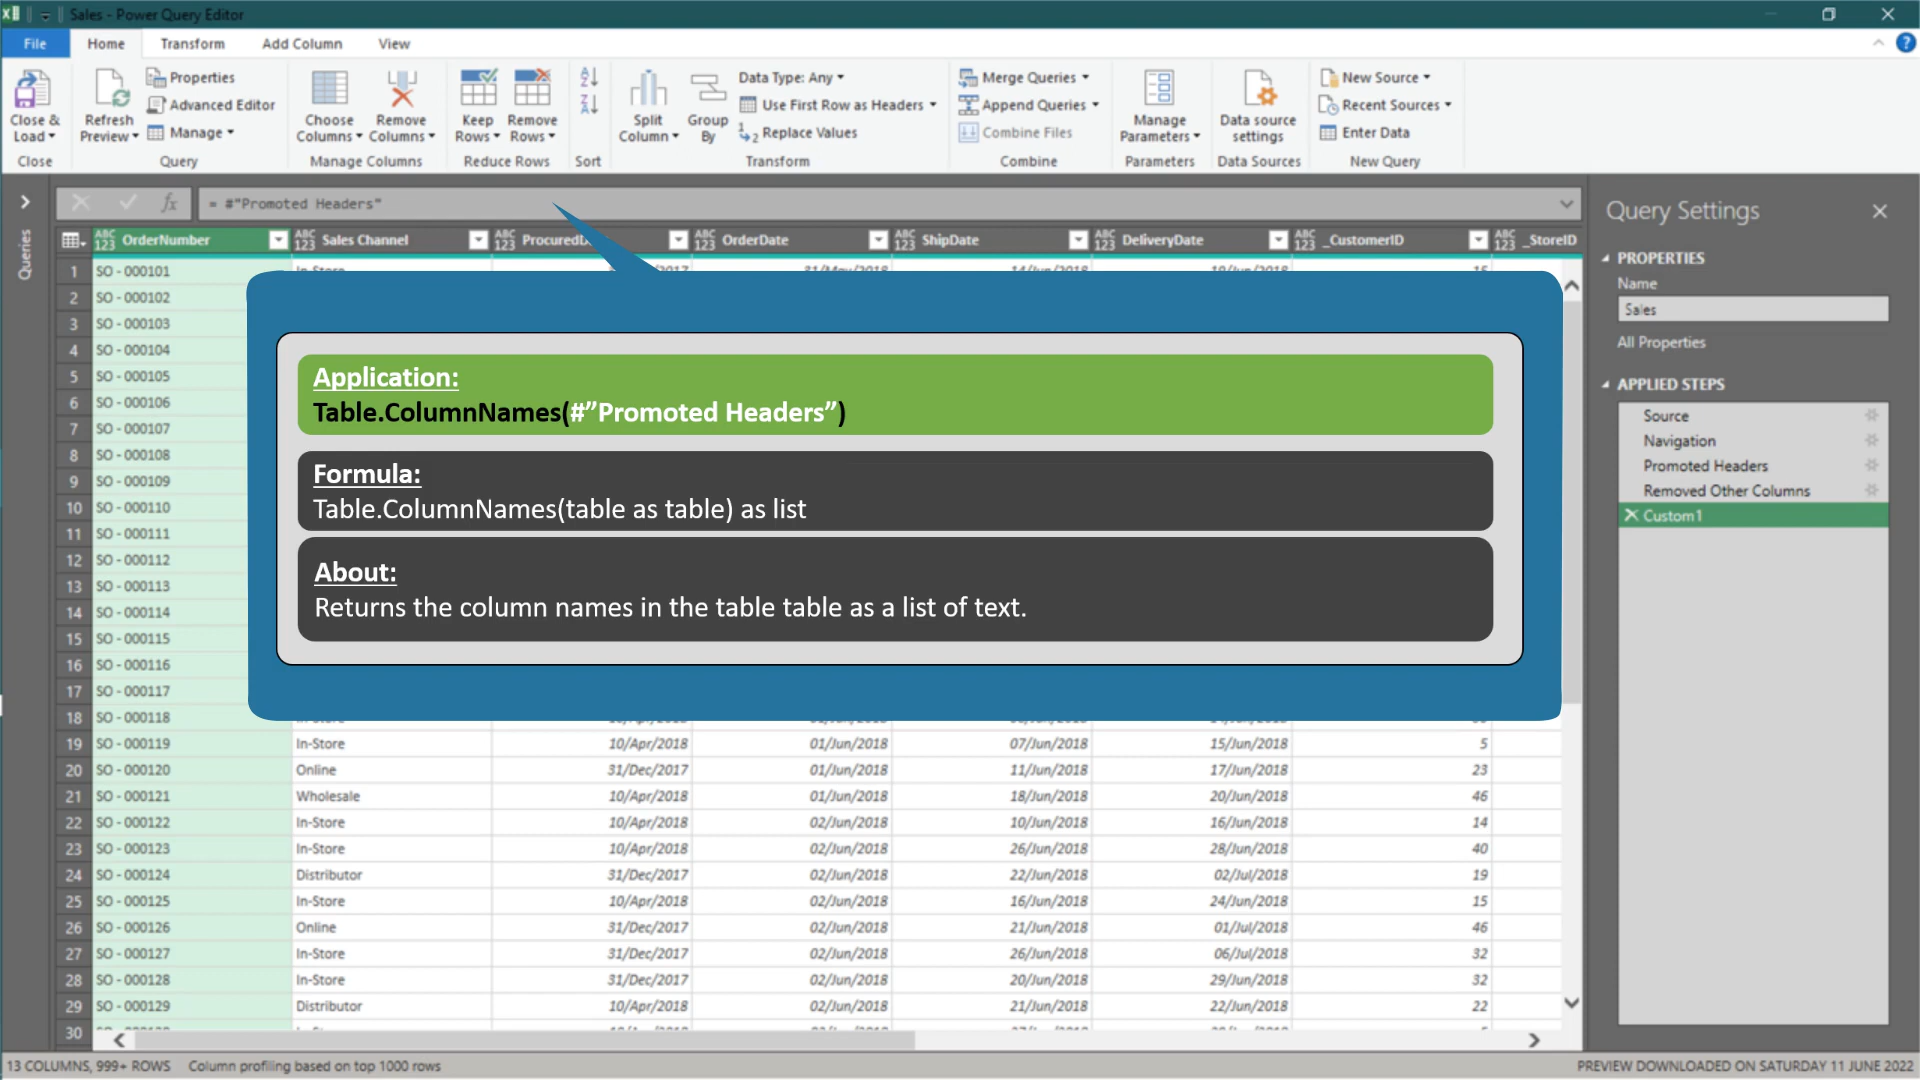 Sales - Power Query Editor
File Home Transform Add Column View
Close & Load
Close
Refresh Preview
Properties
Advanced Editor
Manage
Query
Choose Columns
Remove Columns
Manage Columns
Keep Rows
Remove Rows
Reduce Rows
Sort
Split Column
Group By
Data Type: Any
Use First Row as Headers
Replace Values
Transform
Merge Queries
Append Queries
Combine Files
Combine
Manage Parameters
Parameters
Data source settings
Data Sources
New Source
Recent Sources
Enter Data
New Query
Queries
= #"Promoted Headers"
OrderNumber Sales Channel OrderDate ShipDate DeliveryDate _CustomerID _StoreID
1 SO - 000101
2 SO - 000102
3 SO - 000103
4 SO - 000104
5 SO - 000105
6 SO - 000106
7 SO - 000107
8 SO - 000108
9 SO - 000109
10 SO - 000110
11 SO - 000111
12 SO - 000112
13 SO - 000113
14 SO - 000114
15 SO - 000115
16 SO - 000116
17 SO - 000117
18 SO - 000118
Application:
Table.ColumnNames(#”Promoted Headers”)
Formula:
Table.ColumnNames(table as table) as list
About:
Returns the column names in the table table as a list of text.
19 SO - 000119 In-Store 10/Apr/2018 01/Jun/2018 07/Jun/2018 15/Jun/2018 5
20 SO - 000120 Online 31/Dec/2017 01/Jun/2018 11/Jun/2018 17/Jun/2018 23
21 SO - 000121 Wholesale 10/Apr/2018 01/Jun/2018 18/Jun/2018 20/Jun/2018 46
22 SO - 000122 In-Store 10/Apr/2018 02/Jun/2018 10/Jun/2018 16/Jun/2018 14
23 SO - 000123 In-Store 10/Apr/2018 02/Jun/2018 26/Jun/2018 28/Jun/2018 40
24 SO - 000124 Distributor 31/Dec/2017 02/Jun/2018 22/Jun/2018 02/Jul/2018 19
25 SO - 000125 In-Store 10/Apr/2018 02/Jun/2018 16/Jun/2018 24/Jun/2018 15
26 SO - 000126 Online 31/Dec/2017 02/Jun/2018 21/Jun/2018 01/Jul/2018 46
27 SO - 000127 In-Store 31/Dec/2017 02/Jun/2018 26/Jun/2018 06/Jul/2018 32
28 SO - 000128 In-Store 31/Dec/2017 02/Jun/2018 20/Jun/2018 29/Jun/2018 32
29 SO - 000129 Distributor 10/Apr/2018 02/Jun/2018 21/Jun/2018 22/Jun/2018 22
30
Query Settings
PROPERTIES
Name
Sales
All Properties
APPLIED STEPS
Source
Navigation
Promoted Headers
Removed Other Columns
Custom1
13 COLUMNS, 999+ ROWS Column profiling based on top 1000 rows
PREVIEW DOWNLOADED ON SATURDAY 11 JUNE 2022